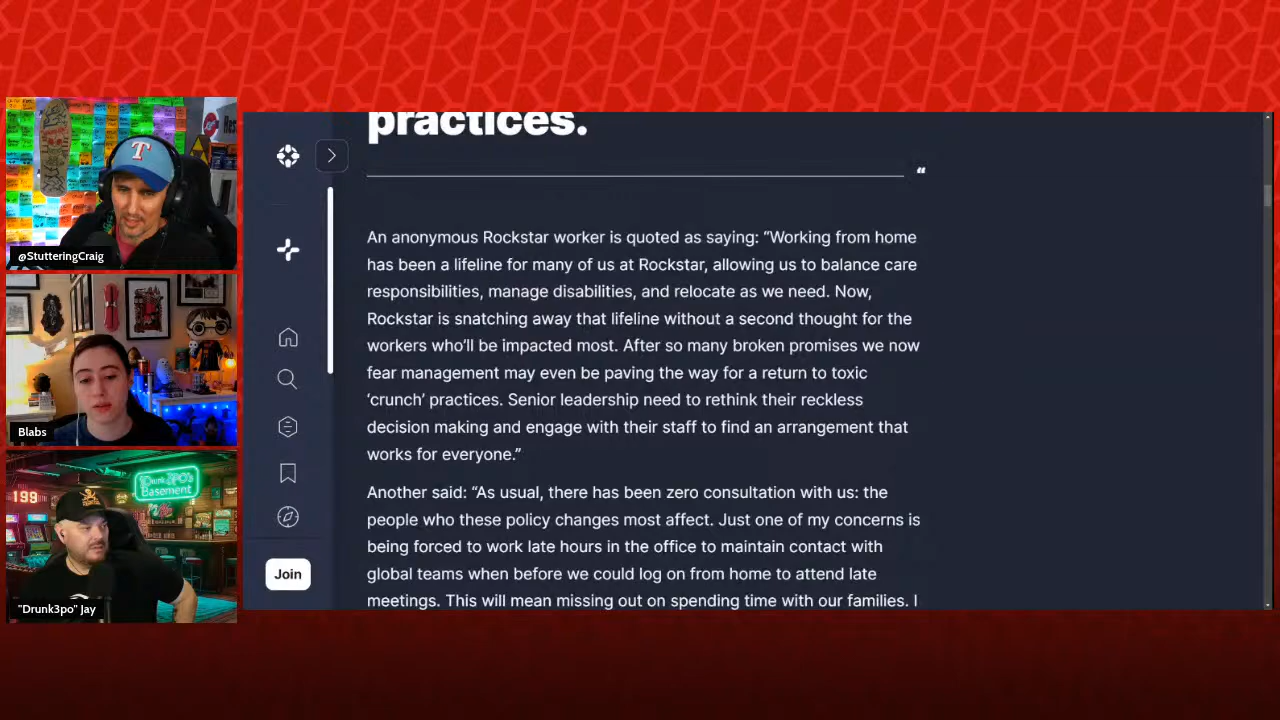 practices.
“
An anonymous Rockstar worker is quoted as saying: “Working from home
has been a lifeline for many of us at Rockstar, allowing us to balance care
responsibilities, manage disabilities, and relocate as we need. Now,
Rockstar is snatching away that lifeline without a second thought for the
workers who’ll be impacted most. After so many broken promises we now
fear management may even be paving the way for a return to toxic
‘crunch’ practices. Senior leadership need to rethink their reckless
decision making and engage with their staff to find an arrangement that
works for everyone.”
Another said: “As usual, there has been zero consultation with us: the
people who these policy changes most affect. Just one of my concerns is
being forced to work late hours in the office to maintain contact with
global teams when before we could log on from home to attend late
meetings. This will mean missing out on spending time with our families. I
Join
T
@StutteringCraig
Blabs
199
Drunk3PO's
Basement
"Drunk3po" Jay